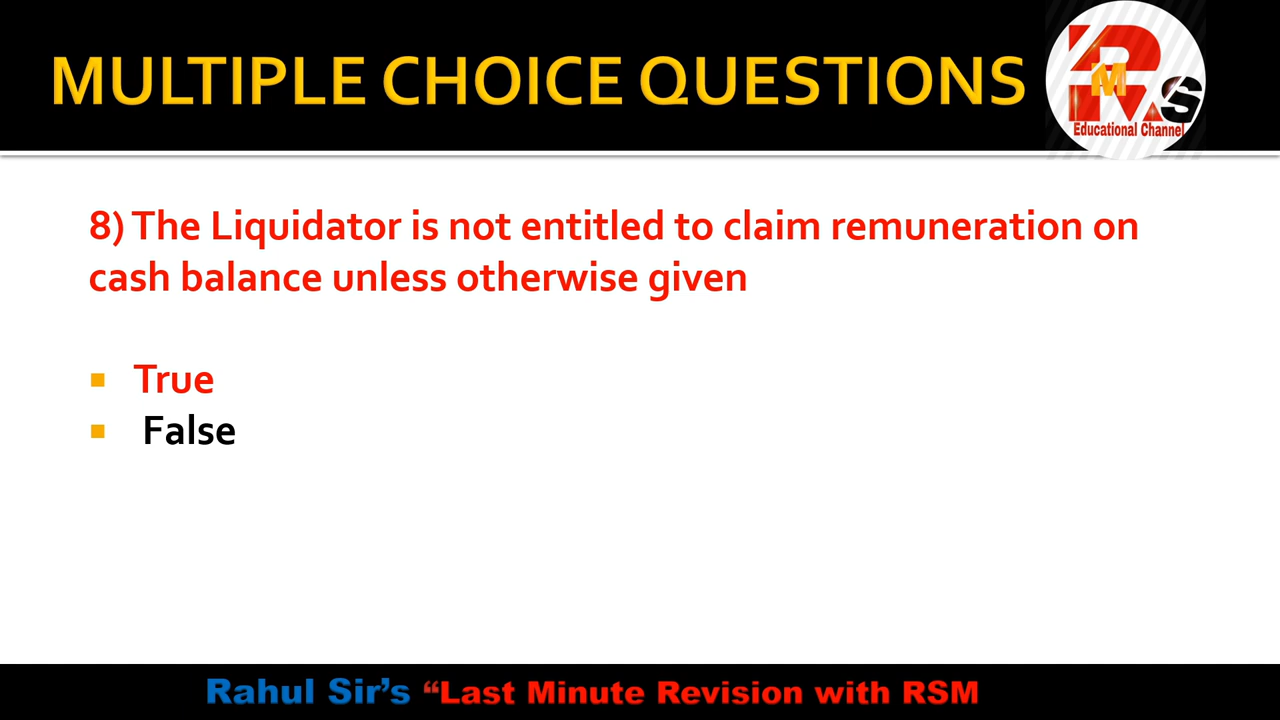 MULTIPLE CHOICE QUESTIONS
RMS
Educational Channel
8) The Liquidator is not entitled to claim remuneration on
cash balance unless otherwise given
True
False
Rahul Sir's “Last Minute Revision with RSM